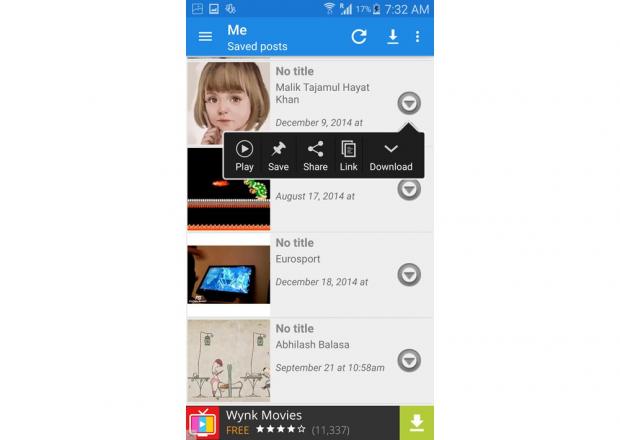 17% 7:32 AM
Me
Saved posts
No title
Malik Tajamul Hayat
Khan
December 9, 2014 at
Play Save Share Link Download
August 17, 2014 at
No title
Eurosport
December 18, 2014 at
No title
Abhilash Balasa
September 21 at 10:58am
Wynk Movies
FREE (11,337)